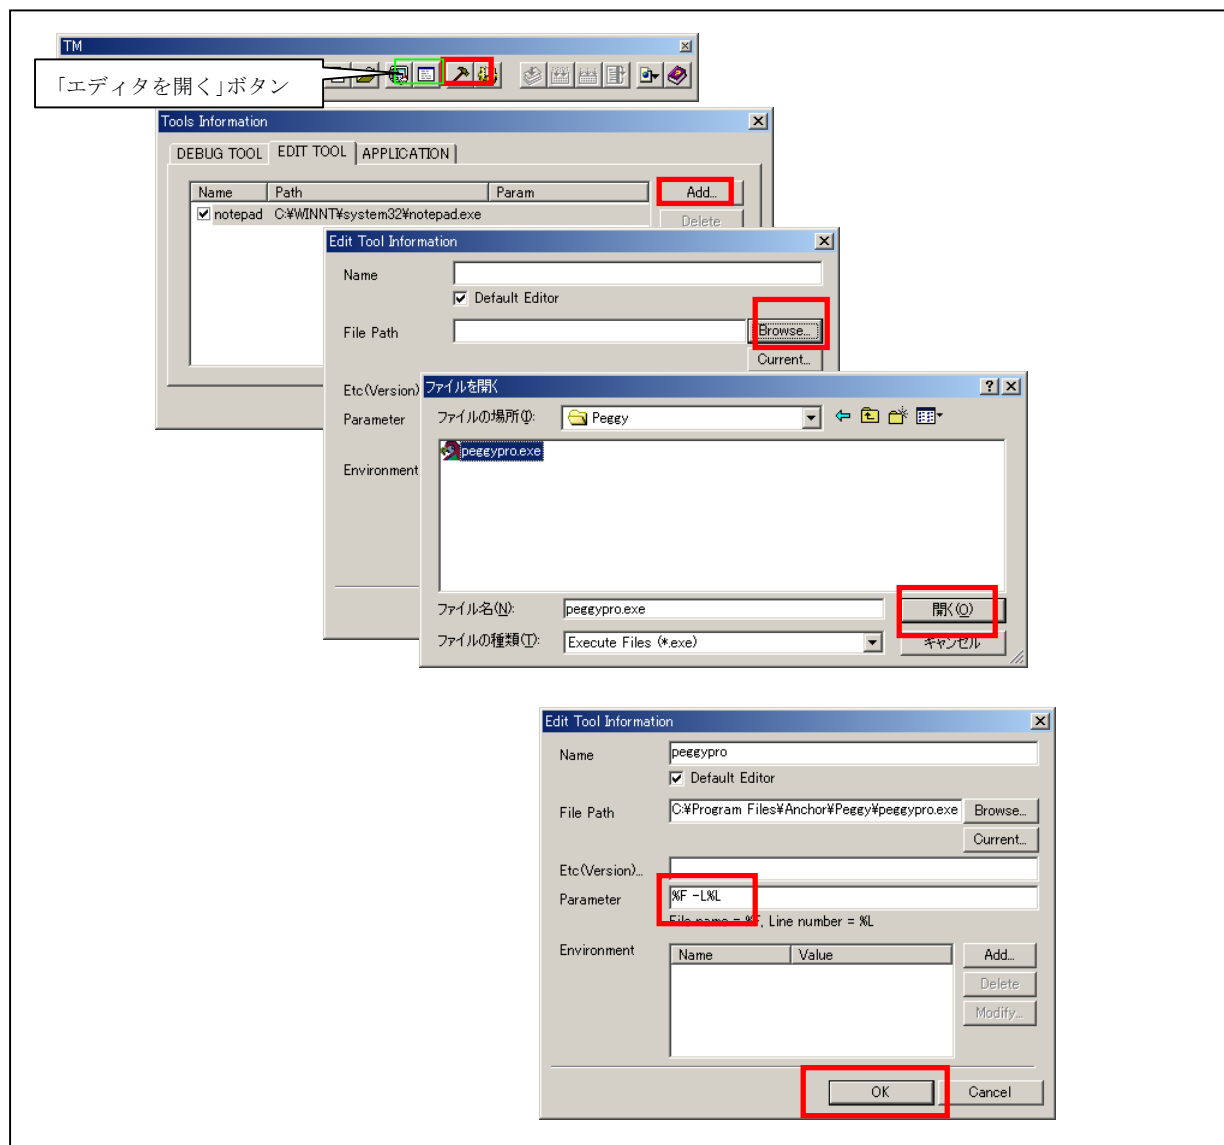 TM
「エディタを開く」ボタン
Tools Information
DEBUG TOOL EDIT TOOL APPLICATION
Name Path Param Add...
notepad C:¥WINNT¥system32¥notepad.exe Delete
Edit Tool Information
Name
Default Editor
File Path Browse...
Current...
Etc(Version)
Parameter
Environment
ファイルを開く
ファイルの場所(I): Peggy
peggypro.exe
ファイル名(N): peggypro.exe 開く(O)
ファイルの種類(T): Execute Files (*.exe) キャンセル
Edit Tool Information
Name peggypro
Default Editor
File Path C:¥Program Files¥Anchor¥Peggy¥peggypro.exe Browse...
Current...
Etc(Version)...
Parameter %F -L%L
File name = %F, Line number = %L
Environment Name Value Add...
Delete
Modify...
OK Cancel